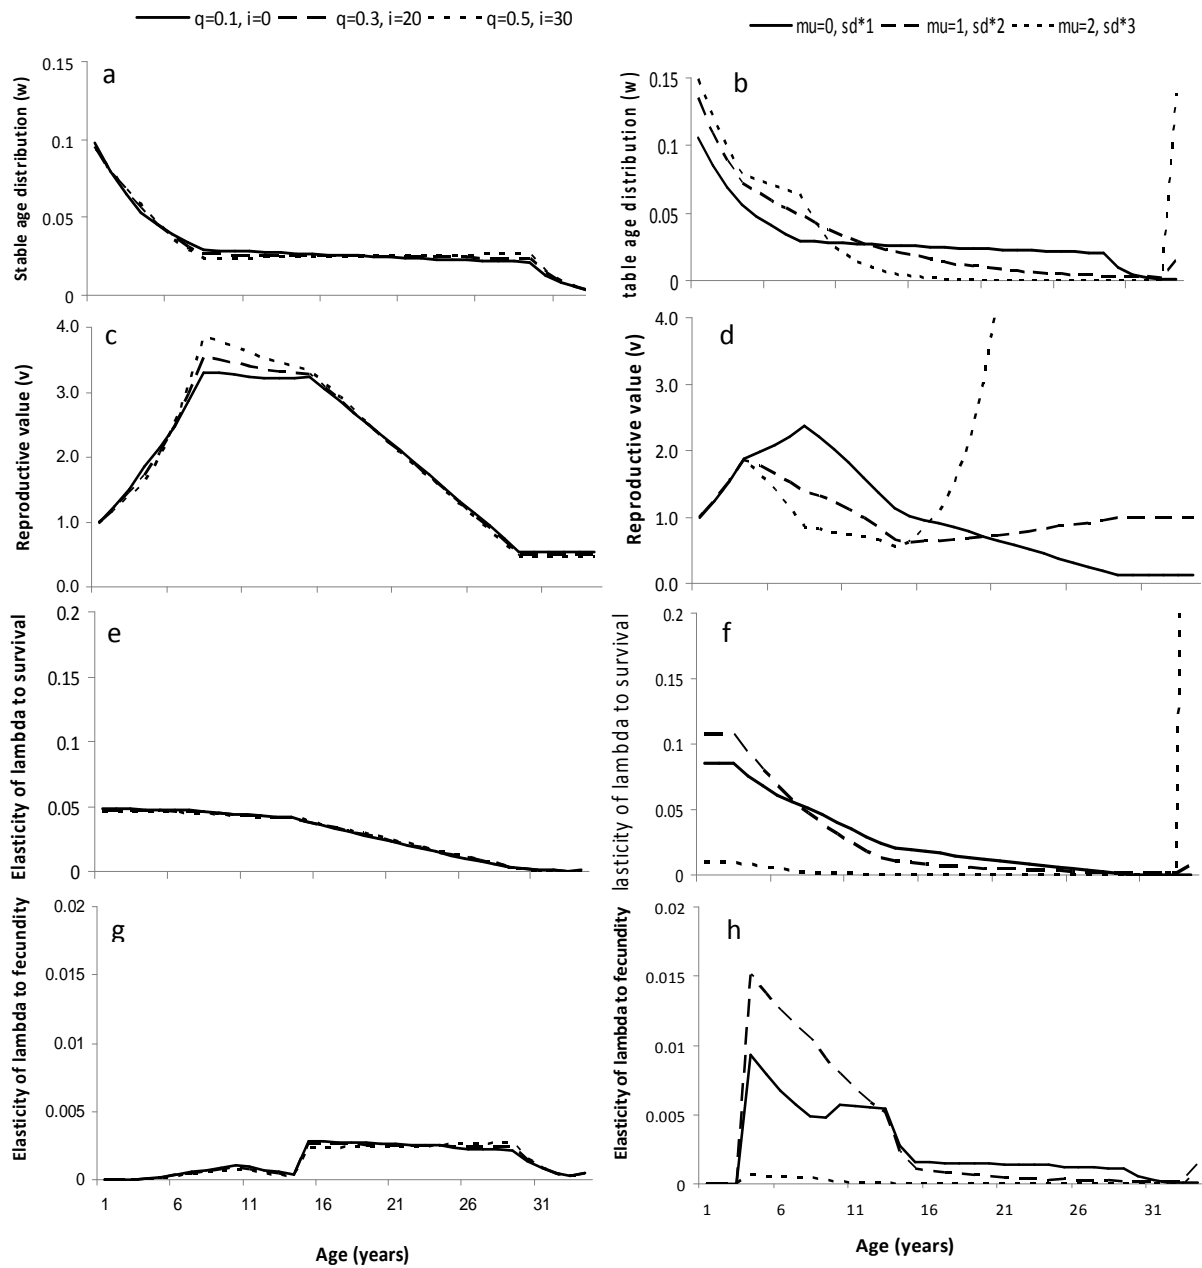 q=0.1, i=0 q=0.3, i=20 q=0.5, i=30
mu=0, sd*1 mu=1, sd*2 mu=2, sd*3
a
Stable age distribution (w)
0.15
0.1
0.05
0
1 6 11 16 21 26 31
b
table age distribution (w)
0.15
0.1
0.05
0
c
Reproductive value (v)
4.0
3.0
2.0
1.0
0.0
d
Reproductive value (v)
4.0
3.0
2.0
1.0
0.0
e
Elasticity of lambda to survival
0.2
0.15
0.1
0.05
0
f
lasticity of lambda to survival
0.2
0.15
0.1
0.05
0
g
Elasticity of lambda to fecundity
0.02
0.015
0.01
0.005
0
1 6 11 16 21 26 31
Age (years)
h
Elasticity of lambda to fecundity
0.02
0.015
0.01
0.005
0
1 6 11 16 21 26 31
Age (years)